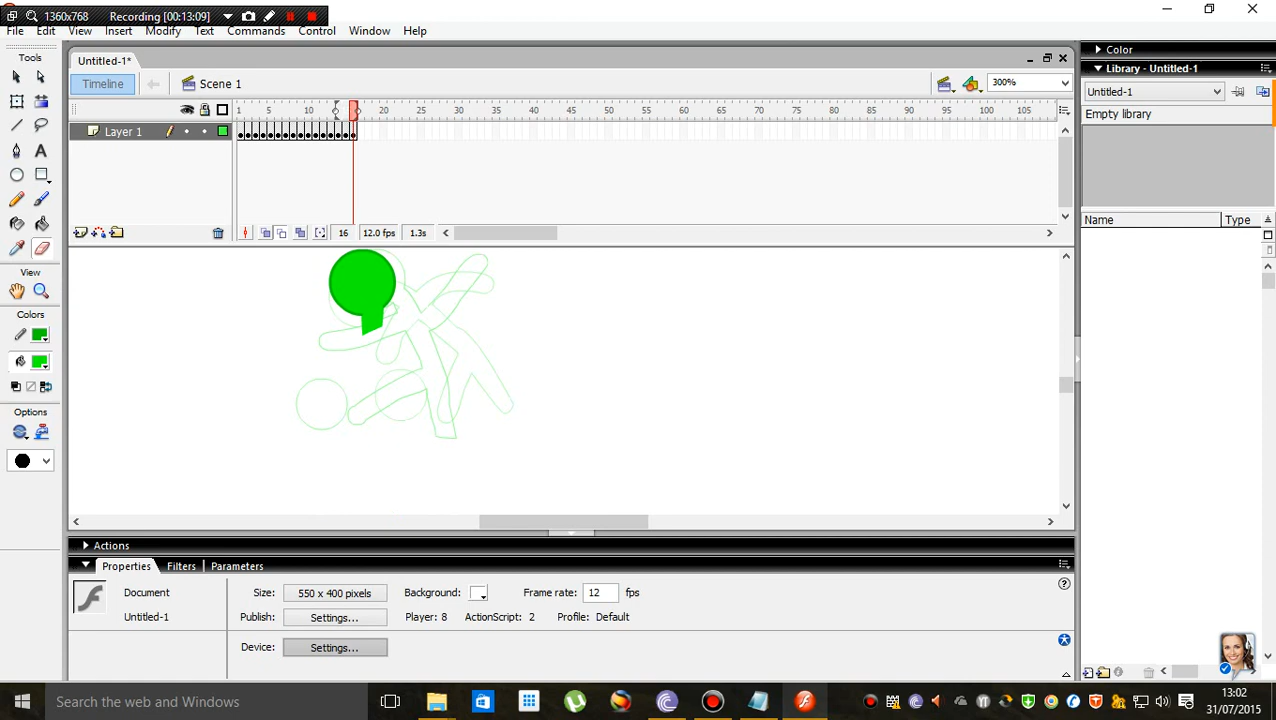 1360x768 Recording [00:13:09]
File Edit View Insert Modify Text Commands Control Window Help
Tools
Untitled-1*
Timeline Scene 1 300%
1 5 10 15 20 25 30 35 40 45 50 55 60 65 70 75 80 85 90 95 100 105
Layer 1
16 12.0 fps 1.3s
View
Colors
Options
Color
Library - Untitled-1
Untitled-1
Empty library
Name Type
Actions
Properties Filters Parameters
Document Size: 550 x 400 pixels Background: Frame rate: 12 fps
Untitled-1 Publish: Settings... Player: 8 ActionScript: 2 Profile: Default
Device: Settings...
Search the web and Windows
13:02
31/07/2015